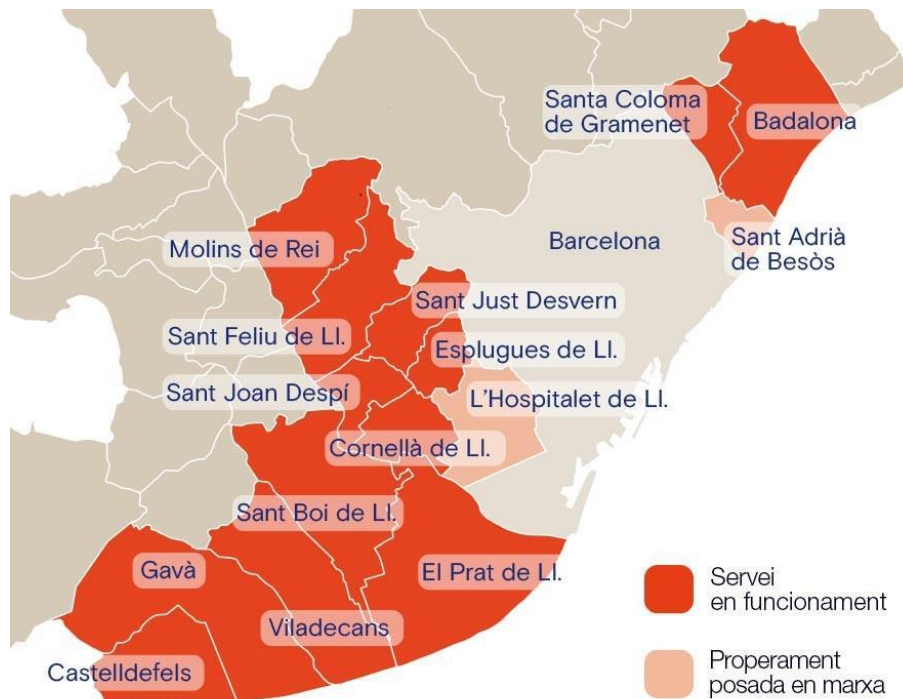 Santa Coloma
de Gramenet
Badalona
Barcelona
Sant Adrià
de Besòs
Molins de Rei
Sant Just Desvern
Sant Feliu de Ll.
Esplugues de Ll.
Sant Joan Despí
L'Hospitalet de Ll.
Cornellà de Ll.
Sant Boi de Ll.
Gavà
El Prat de Ll.
Viladecans
Castelldefels
Servei
en funcionament
Properament
posada en marxa